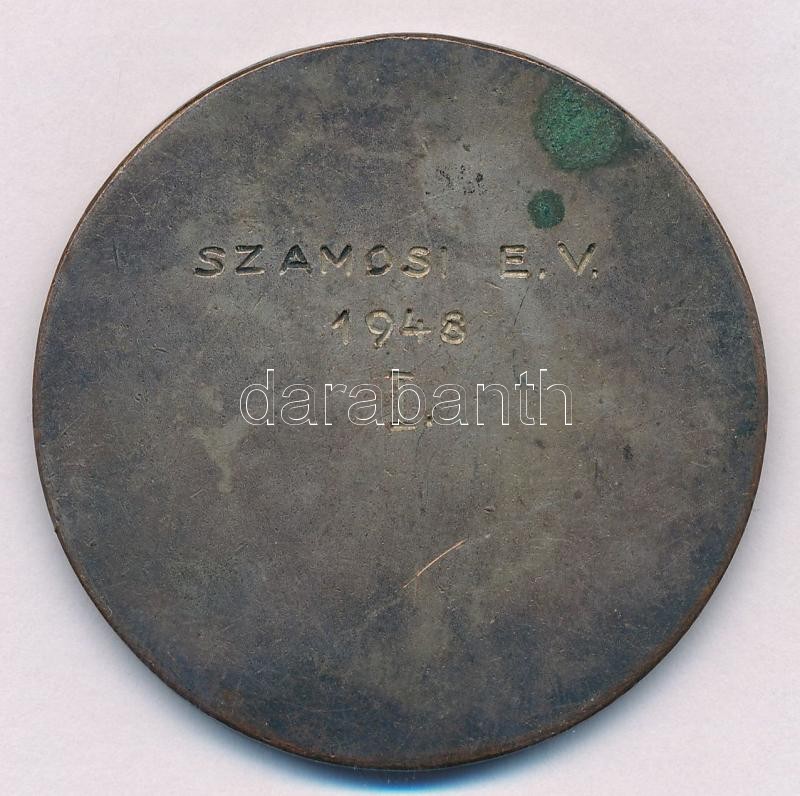 SZAMOSI E.V.
1948
I.
darabanth